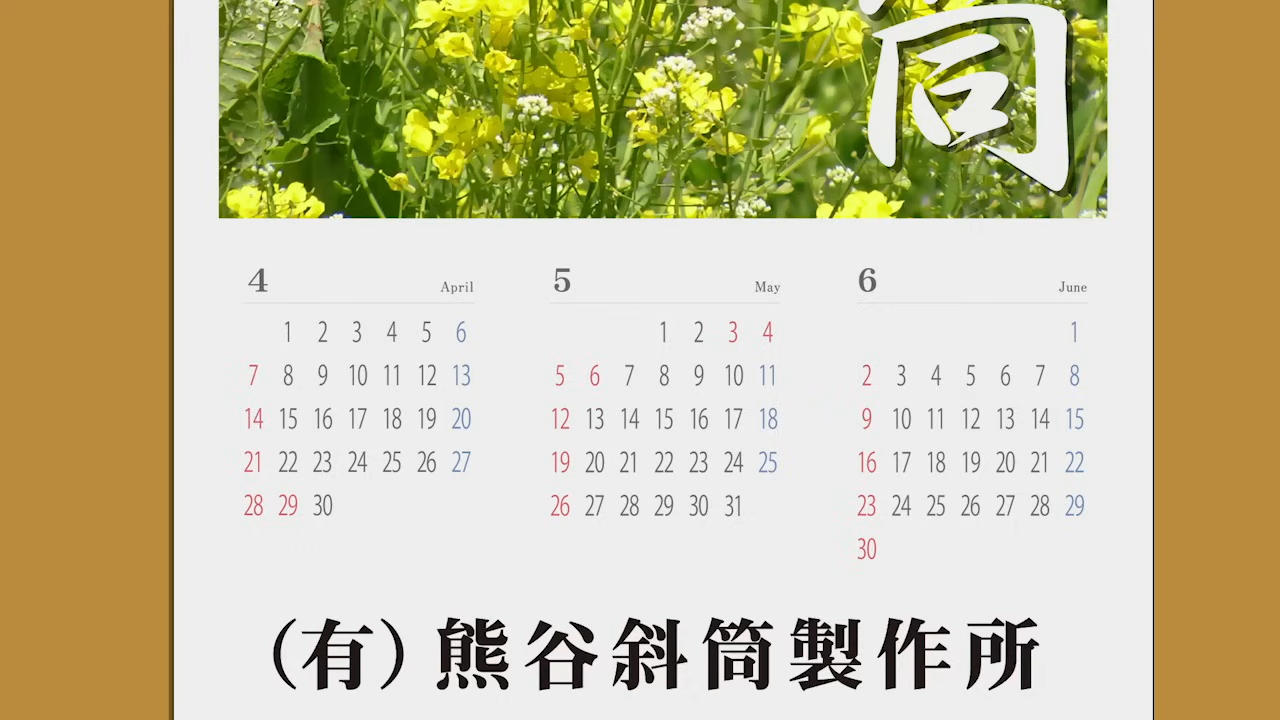 筒
4 April
1 2 3 4 5 6
7 8 9 10 11 12 13
14 15 16 17 18 19 20
21 22 23 24 25 26 27
28 29 30
5 May
1 2 3 4
5 6 7 8 9 10 11
12 13 14 15 16 17 18
19 20 21 22 23 24 25
26 27 28 29 30 31
6 June
1
2 3 4 5 6 7 8
9 10 11 12 13 14 15
16 17 18 19 20 21 22
23 24 25 26 27 28 29
30
(有) 熊谷斜筒製作所